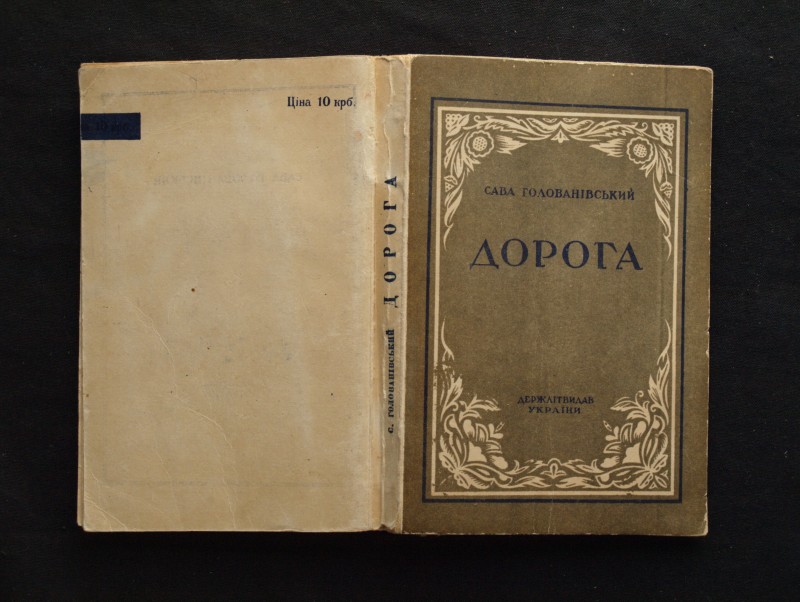 Ціна 10 крб.
С. ГОЛОВАНІВСЬКИЙ ДОРОГА
САВА ГОЛОВАНІВСЬКИЙ
ДОРОГА
ДЕРЖЛІТВИДАВ
УКРАЇНИ